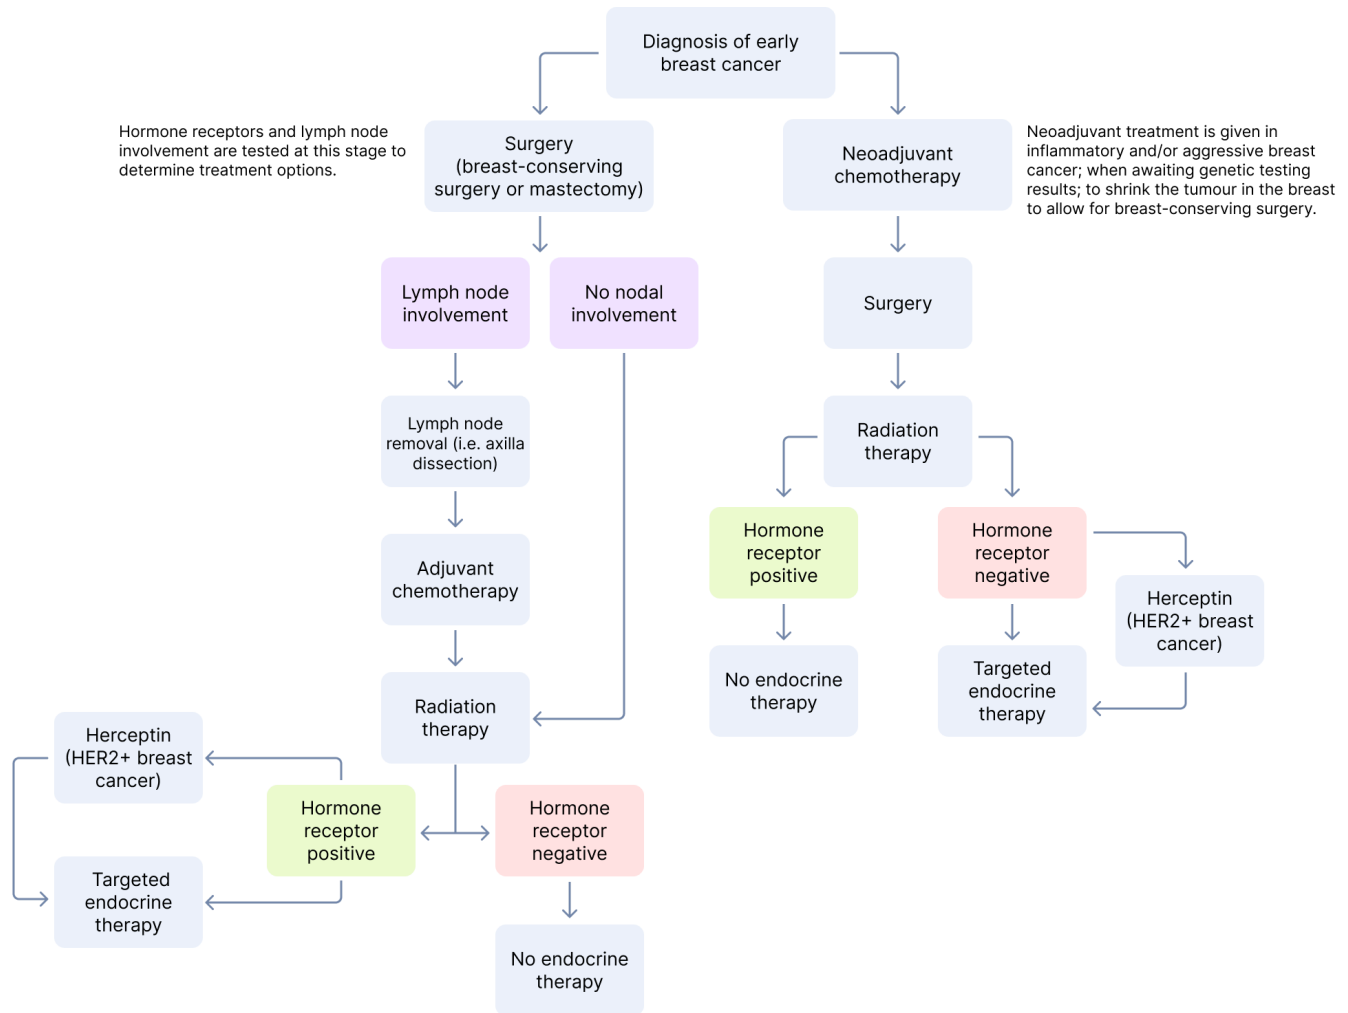 Diagnosis of early
breast cancer
Hormone receptors and lymph node
involvement are tested at this stage to
determine treatment options.
Surgery
(breast-conserving
surgery or mastectomy)
Neoadjuvant
chemotherapy
Neoadjuvant treatment is given in
inflammatory and/or aggressive breast
cancer; when awaiting genetic testing
results; to shrink the tumour in the breast
to allow for breast-conserving surgery.
Lymph node
involvement
No nodal
involvement
Surgery
Lymph node
removal (i.e. axilla
dissection)
Radiation
therapy
Adjuvant
chemotherapy
Hormone
receptor
positive
Hormone
receptor
negative
Herceptin
(HER2+ breast
cancer)
No endocrine
therapy
Targeted
endocrine
therapy
Radiation
therapy
Herceptin
(HER2+ breast
cancer)
Hormone
receptor
positive
Hormone
receptor
negative
Targeted
endocrine
therapy
No endocrine
therapy